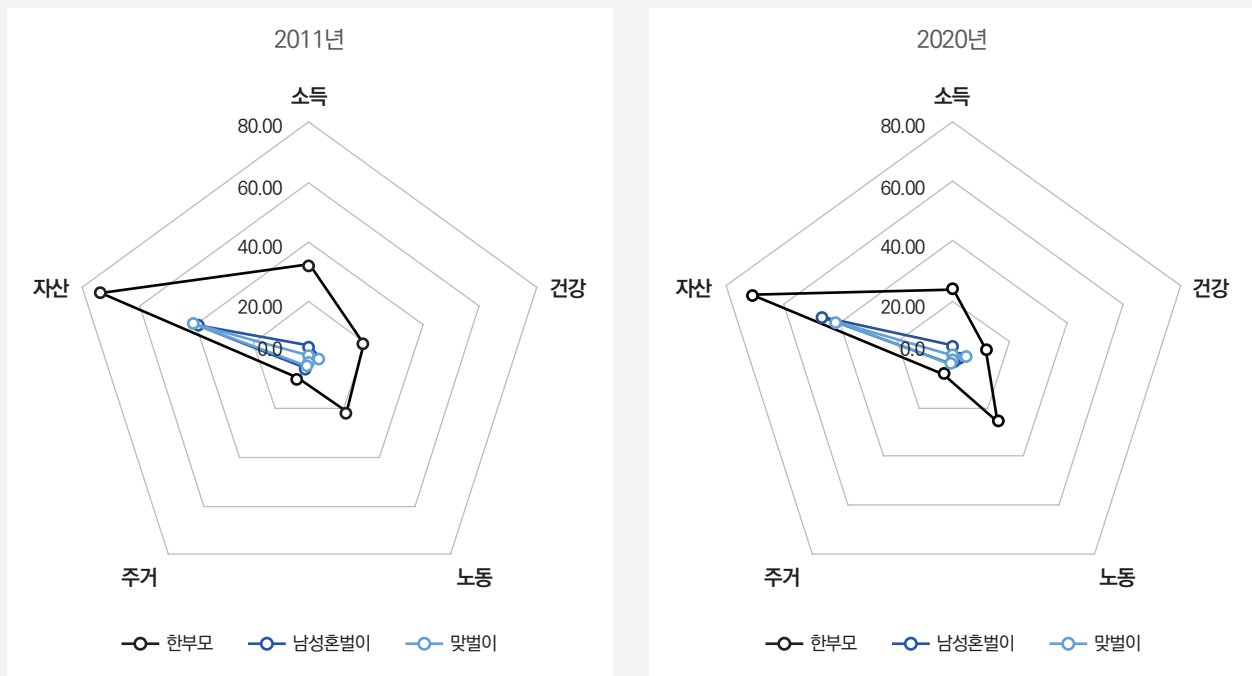 2011년
소득
80.00
60.00
40.00
20.00
0.0
자산
건강
주거
노동
한부모
남성혼벌이
맞벌이
2020년
소득
80.00
60.00
40.00
20.00
0.0
자산
건강
주거
노동
한부모
남성혼벌이
맞벌이